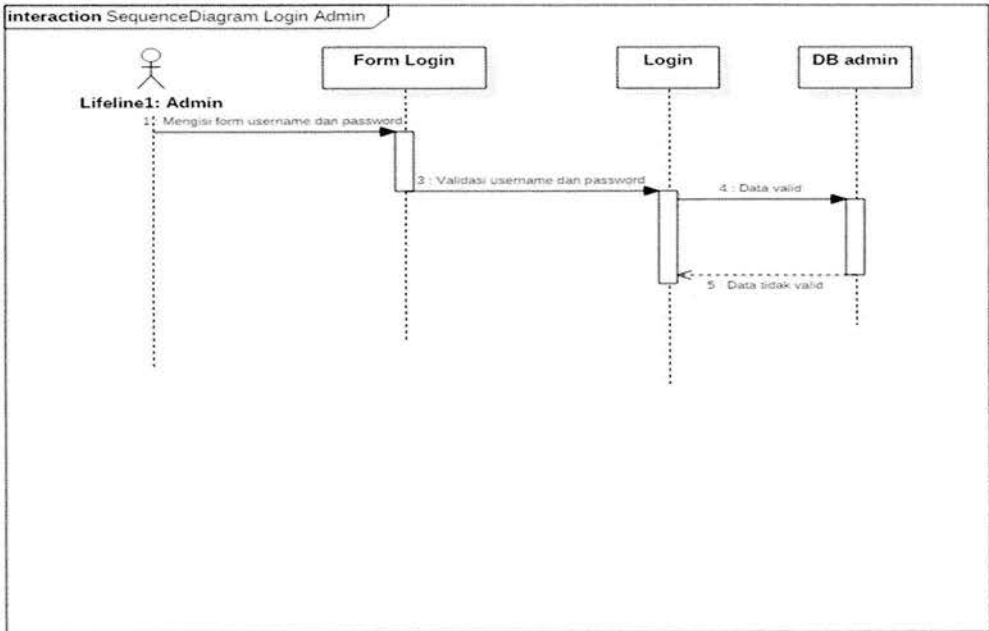 interaction SequenceDiagram Login Admin
Form Login
Login
DB admin
Lifeline1: Admin
1 : Mengisi form username dan password
3 : Validasi username dan password
4 : Data valid
5 : Data tidak valid